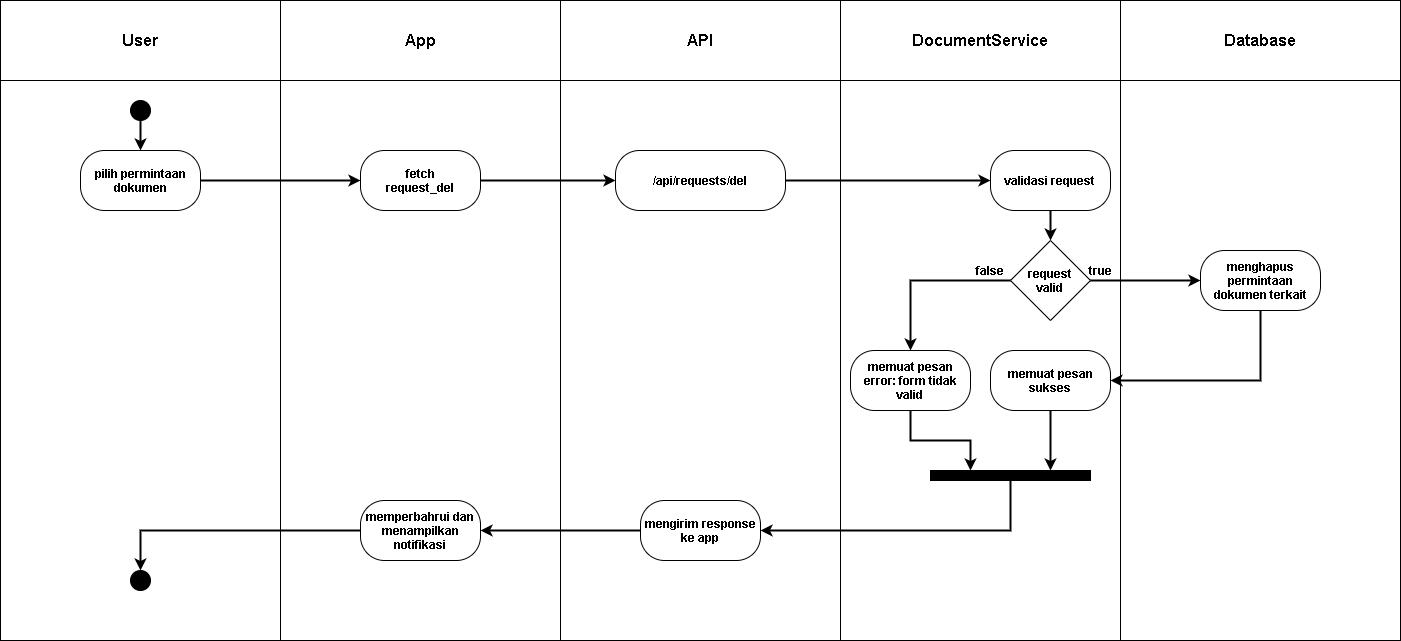 User
App
API
DocumentService
Database
pilih permintaan
dokumen
fetch
request_del
/api/requests/del
validasi request
false
request
valid
true
menghapus
permintaan
dokumen terkait
memuat pesan
error: form tidak
valid
memuat pesan
sukses
memperbahrui dan
menampilkan
notifikasi
mengirim response
ke app